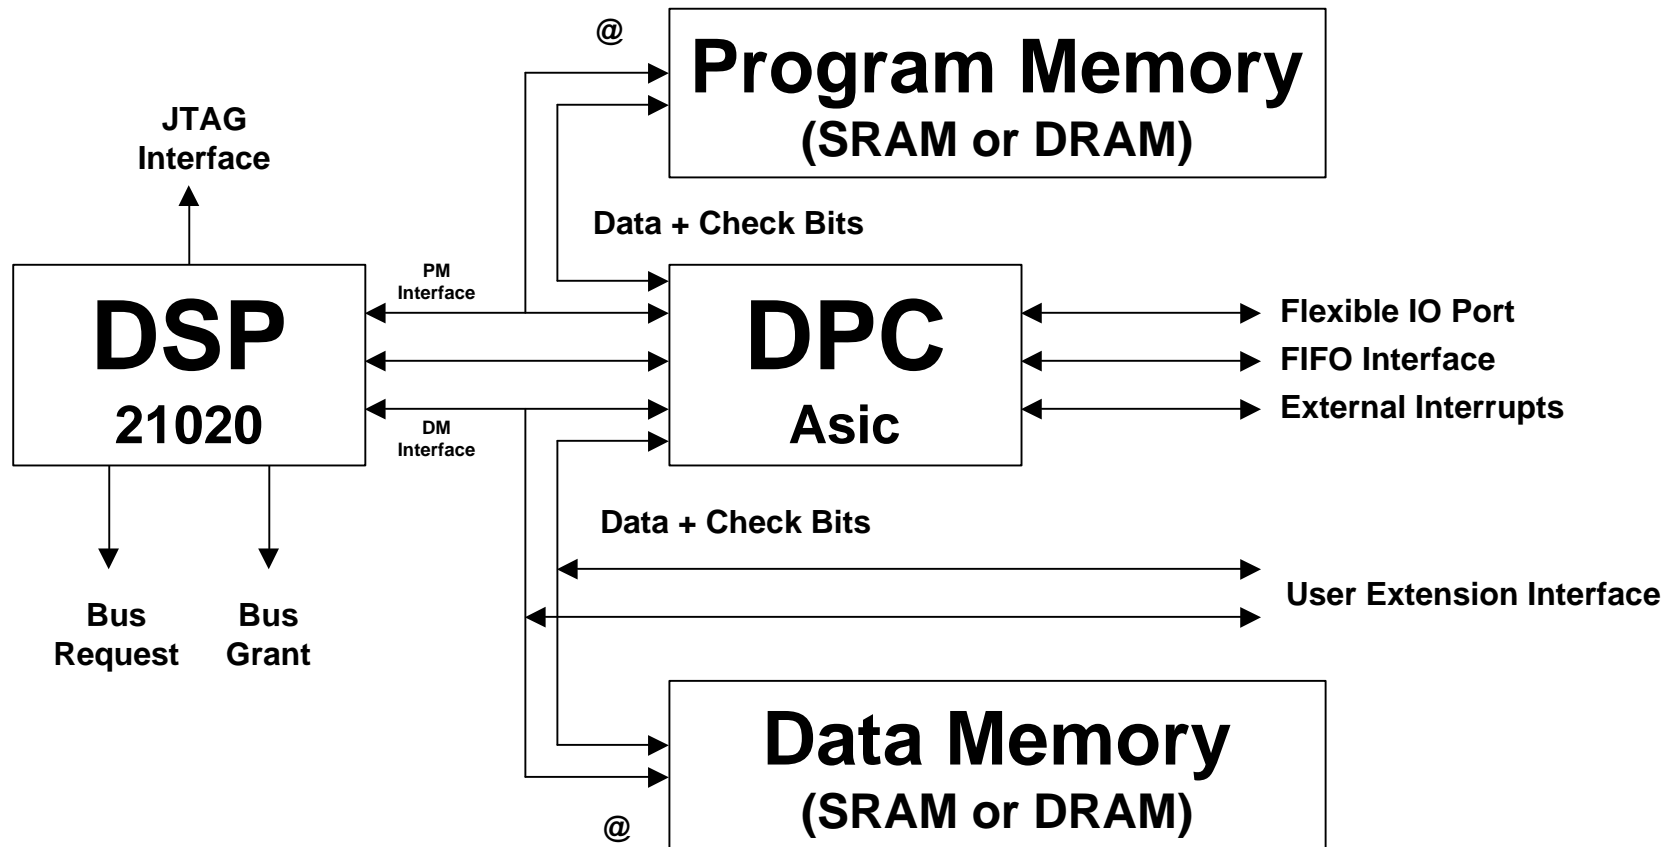 @
Program Memory
(SRAM or DRAM)
JTAG
Interface
Data + Check Bits
DSP
21020
PM
Interface
DM
Interface
DPC
Asic
Flexible IO Port
FIFO Interface
External Interrupts
Data + Check Bits
Bus
Request
Bus
Grant
User Extension Interface
Data Memory
(SRAM or DRAM)
@